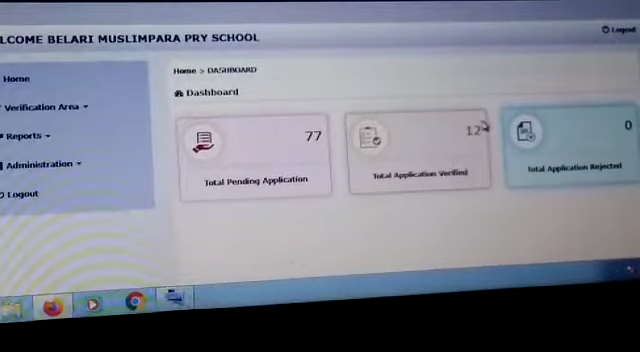 LCOME BELARI MUSLIMPARA PRY SCHOOL
Logout
Home
Verification Area
Reports
Administration
Logout
Home > DASHBOARD
Dashboard
77
Total Pending Application
12
Total Application Verified
0
Total Application Rejected